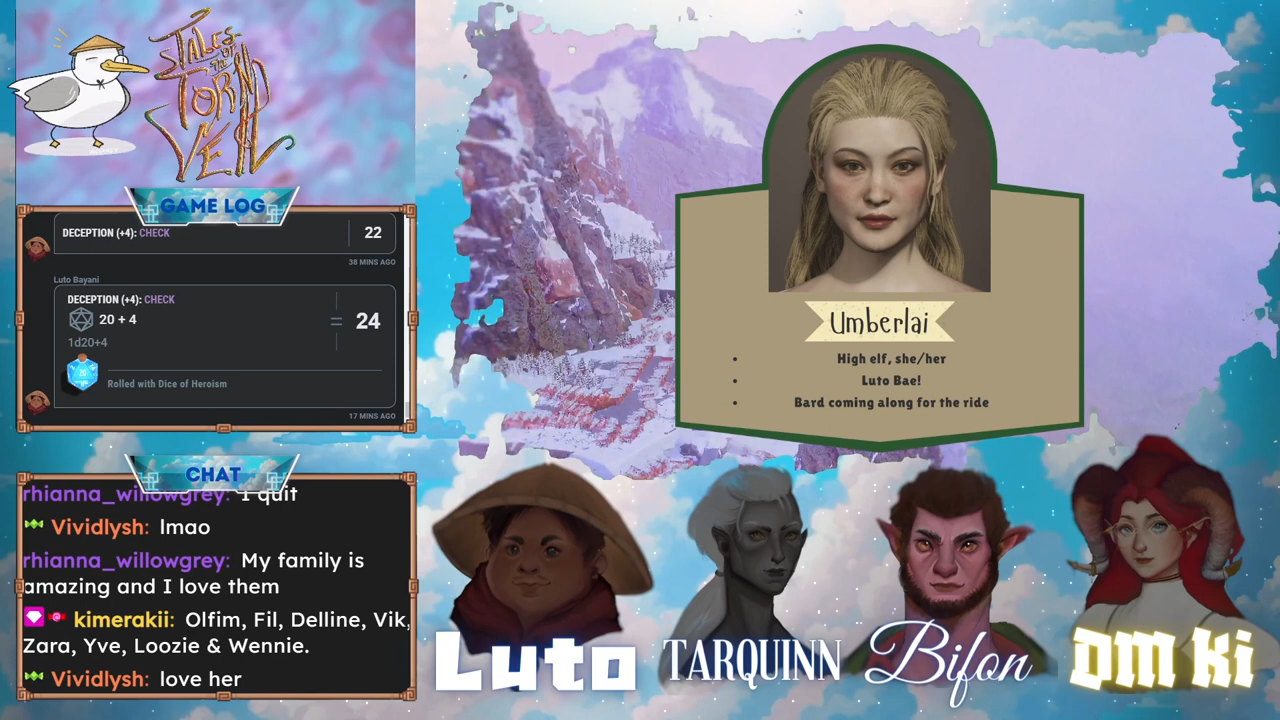 TALES
OF
THE
TORN
VEIL
GAME LOG
DECEPTION (+4): CHECK
22
38 MINS AGO
Luto Bayani
DECEPTION (+4): CHECK
20 + 4
= 24
1d20+4
20
Rolled with Dice of Heroism
17 MINS AGO
CHAT
rhianna_willowgrey: I quit
Vividlysh: lmao
rhianna_willowgrey: My family is
amazing and I love them
kimerakii: Olfim, Fil, Delline, Vik,
Zara, Yve, Loozie & Wennie.
Vividlysh: love her
Umberlai
• High elf, she/her
• Luto Bae!
• Bard coming along for the ride
Luto
TARQUINN
Bifon
DM Ki